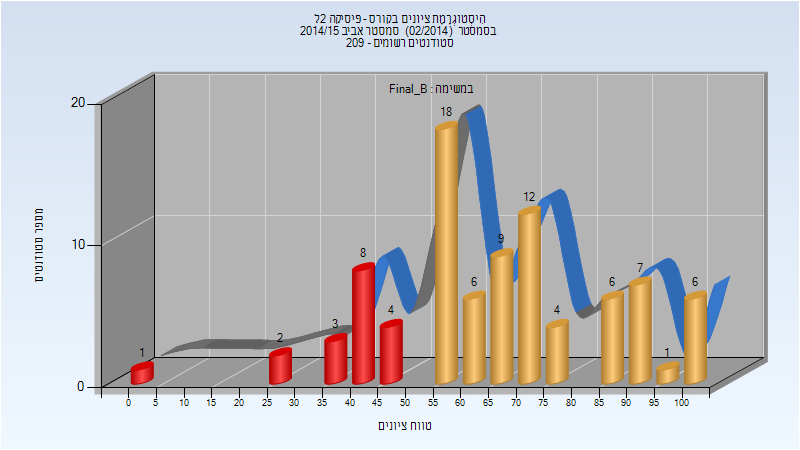 היסטוגרמת ציונים בקורס - פיסיקה 2ל
בסמסטר (02/2014) סמסטר אביב 2014/15
סטודנטים רשומים - 209
במשימה : Final_B
מספר סטודנטים
20
10
0
1
2
3
8
4
18
6
9
12
4
6
7
1
6
0 5 10 15 20 25 30 35 40 45 50 55 60 65 70 75 80 85 90 95 100
טווח ציונים